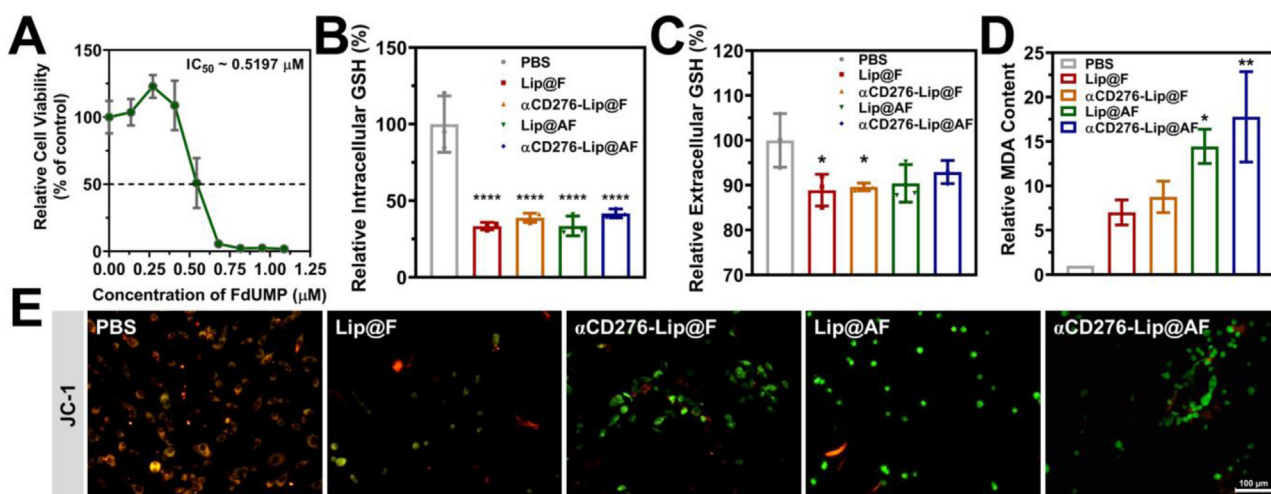 A
Relative Cell Viability
(% of control)
150
100
50
0
IC50 ~ 0.5197 μM
0.00 0.25 0.50 0.75 1.00 1.25
Concentration of FdUMP (μM)
B
Relative Intracellular GSH (%)
150
100
50
0
PBS
Lip@F
αCD276-Lip@F
Lip@AF
αCD276-Lip@AF
**** **** **** ****
C
Relative Extracellular GSH (%)
120
110
100
90
80
70
PBS
Lip@F
αCD276-Lip@F
Lip@AF
αCD276-Lip@AF
* *
D
Relative MDA Content
25
20
15
10
5
0
PBS
Lip@F
αCD276-Lip@F
Lip@AF
αCD276-Lip@AF
* **
E
JC-1
PBS
Lip@F
αCD276-Lip@F
Lip@AF
αCD276-Lip@AF
100 μm